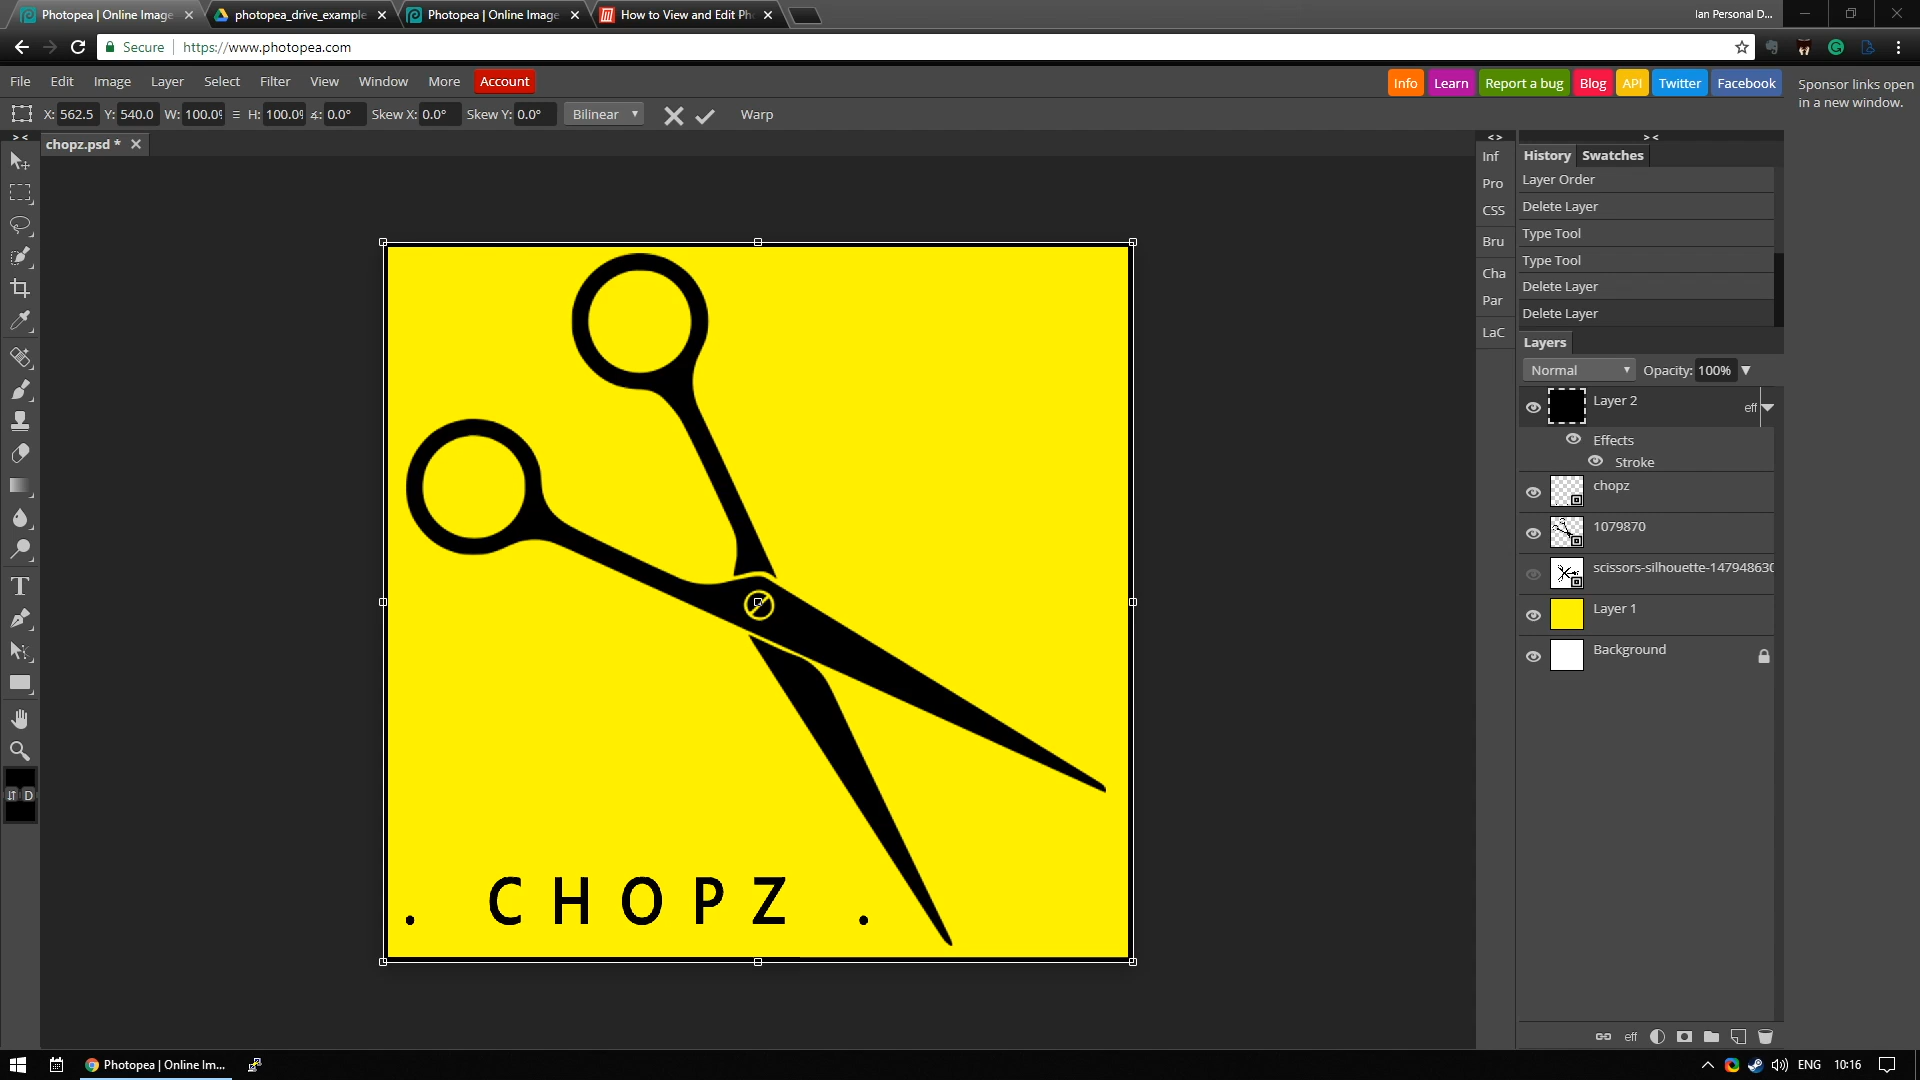 Photopea | Online Image
photopea_drive_example
Photopea | Online Image
How to View and Edit Ph
Ian Personal D...
Secure
https://www.photopea.com
File Edit Image Layer Select Filter View Window More Account
Info Learn Report a bug Blog API Twitter Facebook
Sponsor links open
in a new window.
X: 562.5 Y: 540.0 W: 100.0% H: 100.0% ∡: 0.0° Skew X: 0.0° Skew Y: 0.0° Bilinear Warp
chopz.psd *
Inf
Pro
CSS
Bru
Cha
Par
LaC
History Swatches
Layer Order
Delete Layer
Type Tool
Type Tool
Delete Layer
Delete Layer
Layers
Normal Opacity: 100%
Layer 2 eff
Effects
Stroke
chopz
1079870
scissors-silhouette-147948630
Layer 1
Background
. CHOPZ .
T
D
eff
Photopea | Online Im...
ENG 10:16